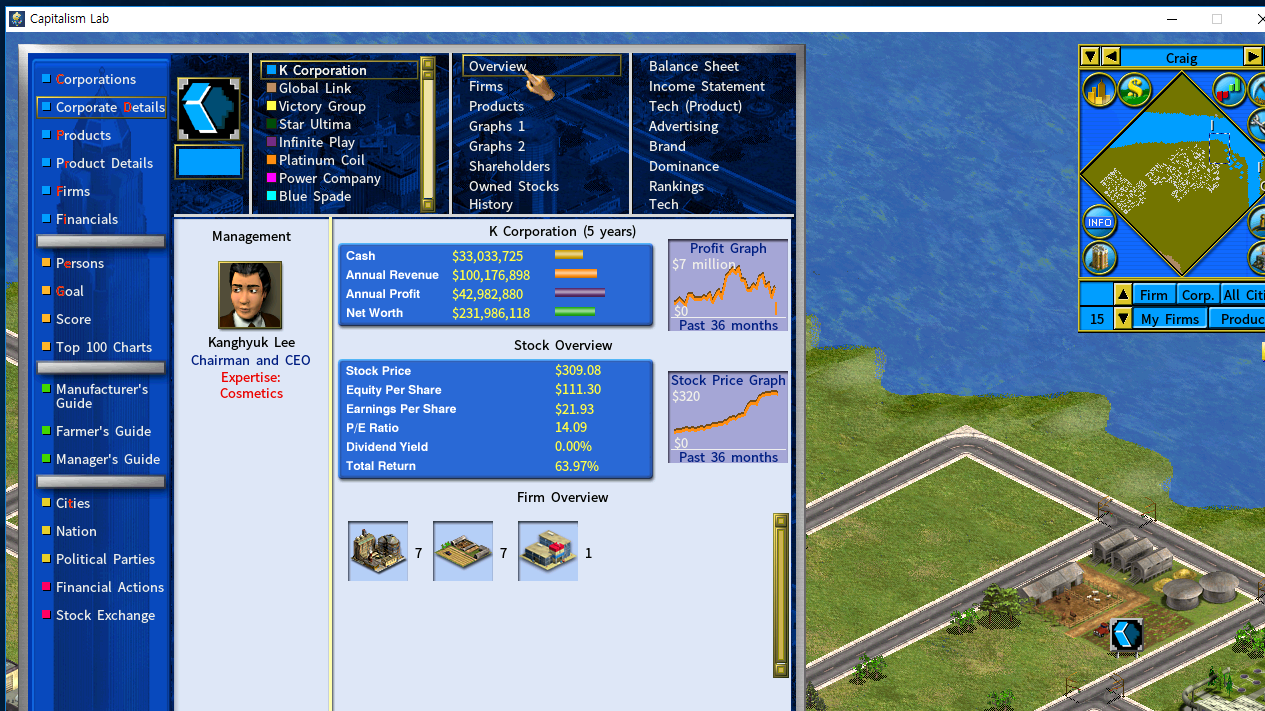 Capitalism Lab
Corporations
Corporate Details
Products
Product Details
Firms
Financials
Persons
Goal
Score
Top 100 Charts
Manufacturer's
Guide
Farmer's Guide
Manager's Guide
Cities
Nation
Political Parties
Financial Actions
Stock Exchange
K Corporation
Global Link
Victory Group
Star Ultima
Infinite Play
Platinum Coil
Power Company
Blue Spade
Overview
Firms
Products
Graphs 1
Graphs 2
Shareholders
Owned Stocks
History
Balance Sheet
Income Statement
Tech (Product)
Advertising
Brand
Dominance
Rankings
Tech
Management
Kanghyuk Lee
Chairman and CEO
Expertise:
Cosmetics
K Corporation (5 years)
Cash $33,033,725
Annual Revenue $100,176,898
Annual Profit $42,982,880
Net Worth $231,986,118
Profit Graph
$7 million
$0
Past 36 months
Stock Overview
Stock Price $309.08
Equity Per Share $111.30
Earnings Per Share $21.93
P/E Ratio 14.09
Dividend Yield 0.00%
Total Return 63.97%
Stock Price Graph
$320
$0
Past 36 months
Firm Overview
7 7 1
Craig
INFO
Firm Corp. All Citi
15 My Firms Produc